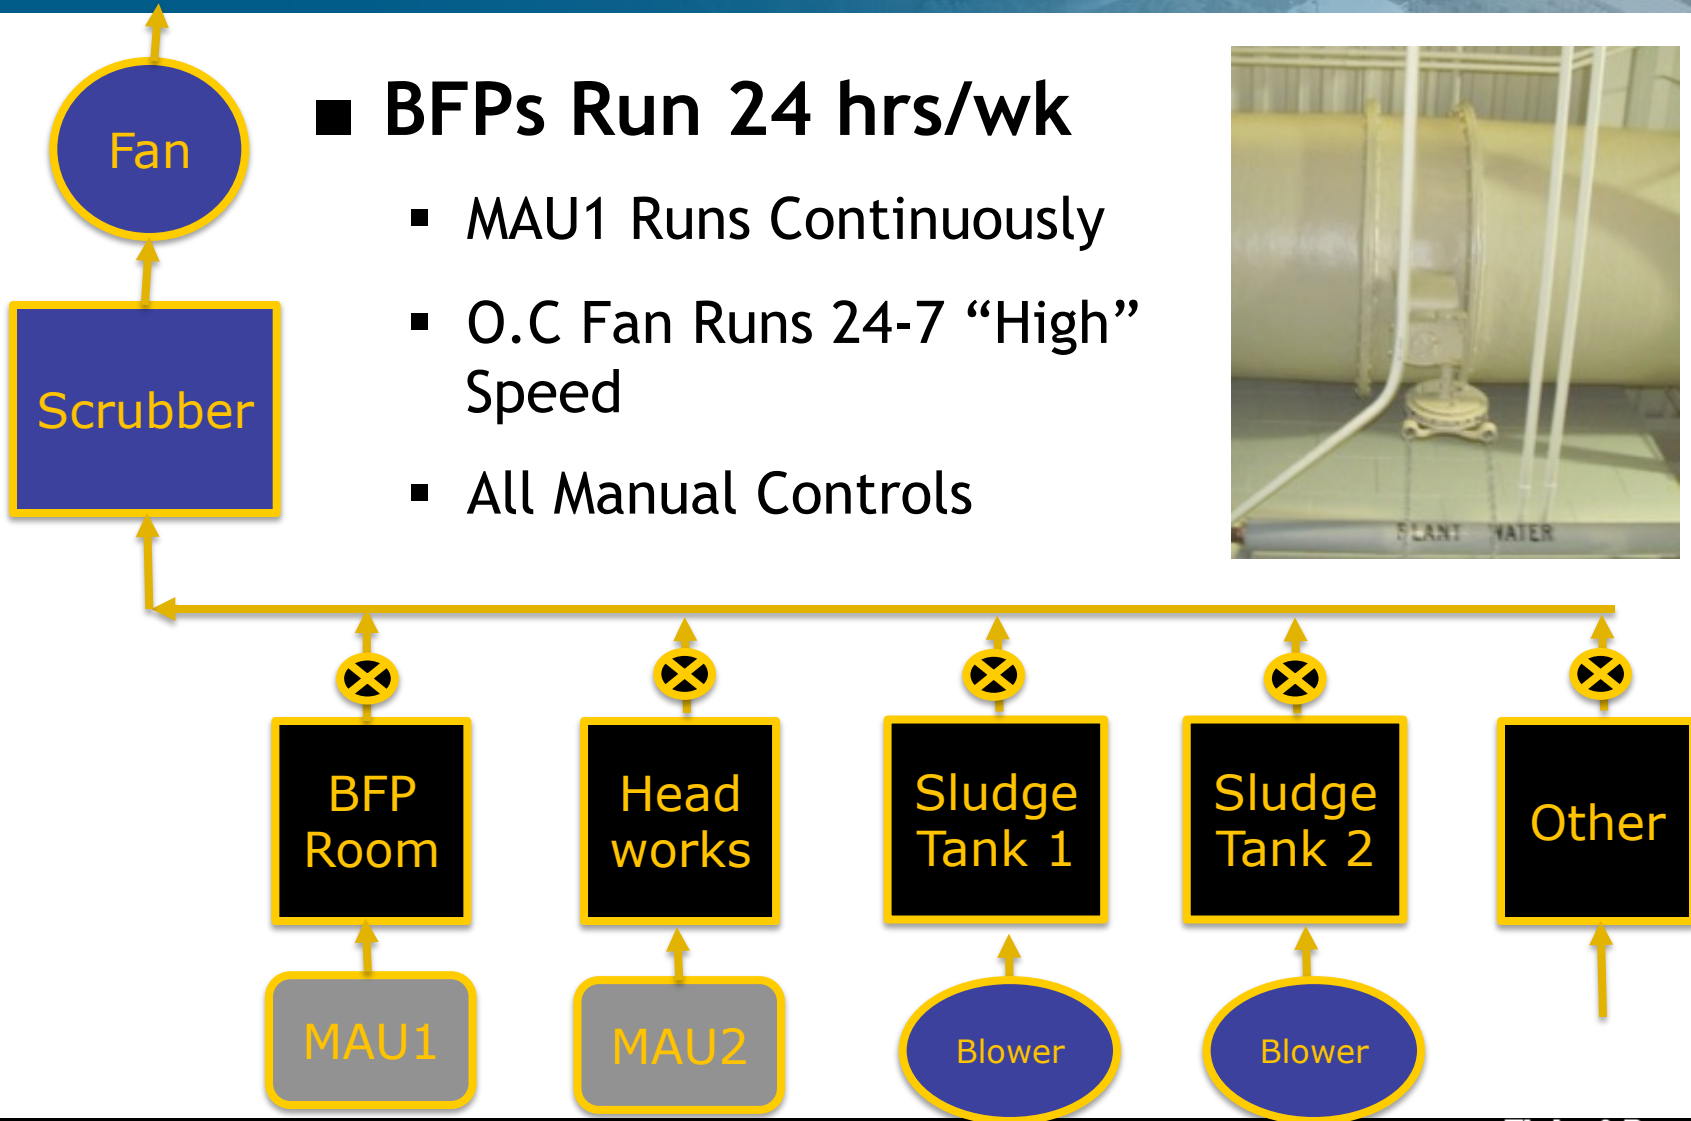 ■ BFPs Run 24 hrs/wk
▪ MAU1 Runs Continuously
▪ O.C Fan Runs 24-7 “High”
Speed
▪ All Manual Controls
Fan
Scrubber
PLANT WATER
BFP
Room
Head
works
Sludge
Tank 1
Sludge
Tank 2
Other
MAU1
MAU2
Blower
Blower